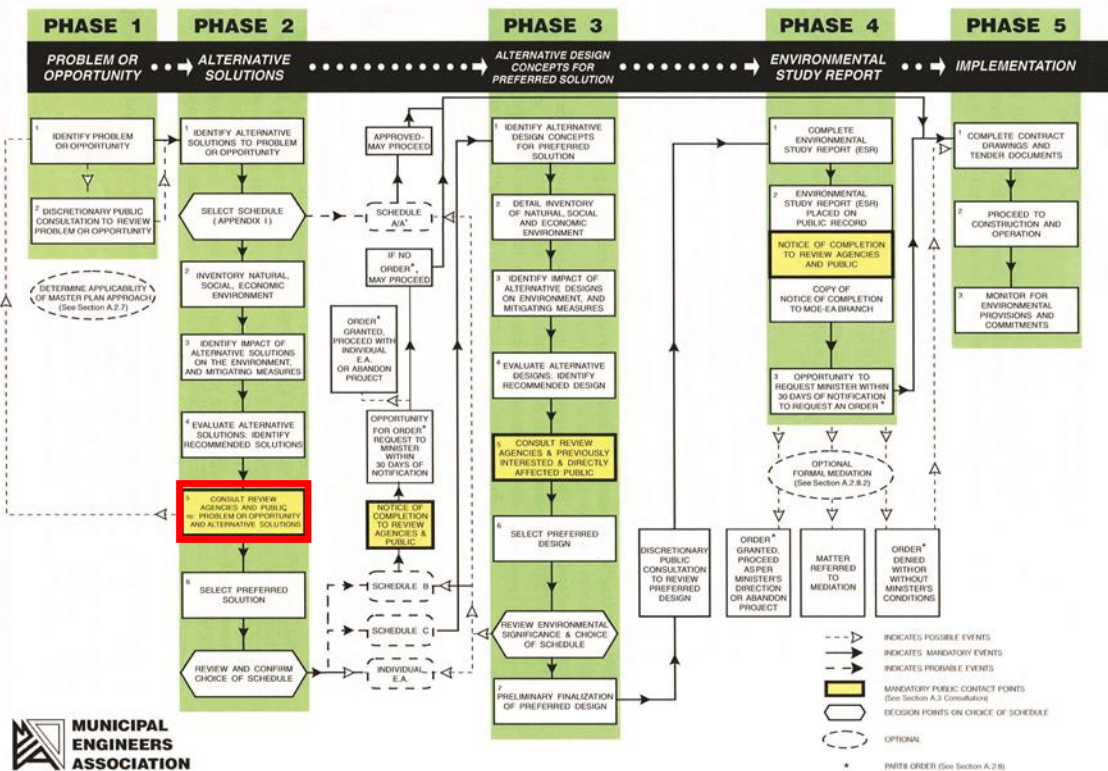 PHASE 1
PHASE 2
PHASE 3
PHASE 4
PHASE 5
PROBLEM OR
OPPORTUNITY
ALTERNATIVE
SOLUTIONS
ALTERNATIVE DESIGN
CONCEPTS FOR
PREFERRED SOLUTION
ENVIRONMENTAL
STUDY REPORT
IMPLEMENTATION
1 IDENTIFY PROBLEM
OR OPPORTUNITY
2 DISCRETIONARY PUBLIC
CONSULTATION TO REVIEW
PROBLEM OR OPPORTUNITY
DETERMINE APPLICABILITY
OF MASTER PLAN APPROACH
(See Section A.2.7)
1 IDENTIFY ALTERNATIVE
SOLUTIONS TO PROBLEM
OR OPPORTUNITY
SELECT SCHEDULE
(APPENDIX I)
2 INVENTORY NATURAL,
SOCIAL, ECONOMIC
ENVIRONMENT
3 IDENTIFY IMPACT OF
ALTERNATIVE SOLUTIONS
ON THE ENVIRONMENT,
AND MITIGATING MEASURES
4 EVALUATE ALTERNATIVE
SOLUTIONS: IDENTIFY
RECOMMENDED SOLUTIONS
5 CONSULT REVIEW
AGENCIES AND PUBLIC
re: PROBLEM OR OPPORTUNITY
AND ALTERNATIVE SOLUTIONS
6 SELECT PREFERRED
SOLUTION
REVIEW AND CONFIRM
CHOICE OF SCHEDULE
APPROVED-
MAY PROCEED
SCHEDULE
A/A+
IF NO
ORDER*,
MAY PROCEED
ORDER*
GRANTED,
PROCEED WITH
INDIVIDUAL
E.A.
OR ABANDON
PROJECT
OPPORTUNITY
FOR ORDER*
REQUEST TO
MINISTER
WITHIN
30 DAYS OF
NOTIFICATION
NOTICE OF
COMPLETION
TO REVIEW
AGENCIES &
PUBLIC
SCHEDULE B
SCHEDULE C
INDIVIDUAL
E.A.
1 IDENTIFY ALTERNATIVE
DESIGN CONCEPTS
FOR PREFERRED
SOLUTION
2 DETAIL INVENTORY
OF NATURAL, SOCIAL
AND ECONOMIC
ENVIRONMENT
3 IDENTIFY IMPACT OF
ALTERNATIVE DESIGNS
ON ENVIRONMENT, AND
MITIGATING MEASURES
4 EVALUATE ALTERNATIVE
DESIGNS: IDENTIFY
RECOMMENDED DESIGN
5 CONSULT REVIEW
AGENCIES & PREVIOUSLY
INTERESTED & DIRECTLY
AFFECTED PUBLIC
6 SELECT PREFERRED
DESIGN
REVIEW ENVIRONMENTAL
SIGNIFICANCE & CHOICE
OF SCHEDULE
7 PRELIMINARY FINALIZATION
OF PREFERRED DESIGN
DISCRETIONARY
PUBLIC
CONSULTATION
TO REVIEW
PREFERRED
DESIGN
1 COMPLETE
ENVIRONMENTAL
STUDY REPORT (ESR)
2 ENVIRONMENTAL
STUDY REPORT (ESR)
PLACED ON
PUBLIC RECORD
NOTICE OF COMPLETION
TO REVIEW AGENCIES
AND PUBLIC
COPY OF
NOTICE OF COMPLETION
TO MOE-EA BRANCH
3 OPPORTUNITY TO
REQUEST MINISTER WITHIN
30 DAYS OF NOTIFICATION
TO REQUEST AN ORDER*
OPTIONAL
FORMAL MEDIATION
(See Section A.2.8.2)
ORDER*
GRANTED,
PROCEED
AS PER
MINISTER'S
DIRECTION
OR ABANDON
PROJECT
MATTER
REFERRED
TO
MEDIATION
ORDER*
DENIED
WITH OR
WITHOUT
MINISTER'S
CONDITIONS
1 COMPLETE CONTRACT
DRAWINGS AND
TENDER DOCUMENTS
2 PROCEED TO
CONSTRUCTION AND
OPERATION
3 MONITOR FOR
ENVIRONMENTAL
PROVISIONS AND
COMMITMENTS
INDICATES POSSIBLE EVENTS
INDICATES MANDATORY EVENTS
INDICATES PROBABLE EVENTS
MANDATORY PUBLIC CONTACT POINTS
(See Section A.3 Consultation)
DECISION POINTS ON CHOICE OF SCHEDULE
OPTIONAL
* PART II ORDER (See Section A.2.8)
MUNICIPAL
ENGINEERS
ASSOCIATION